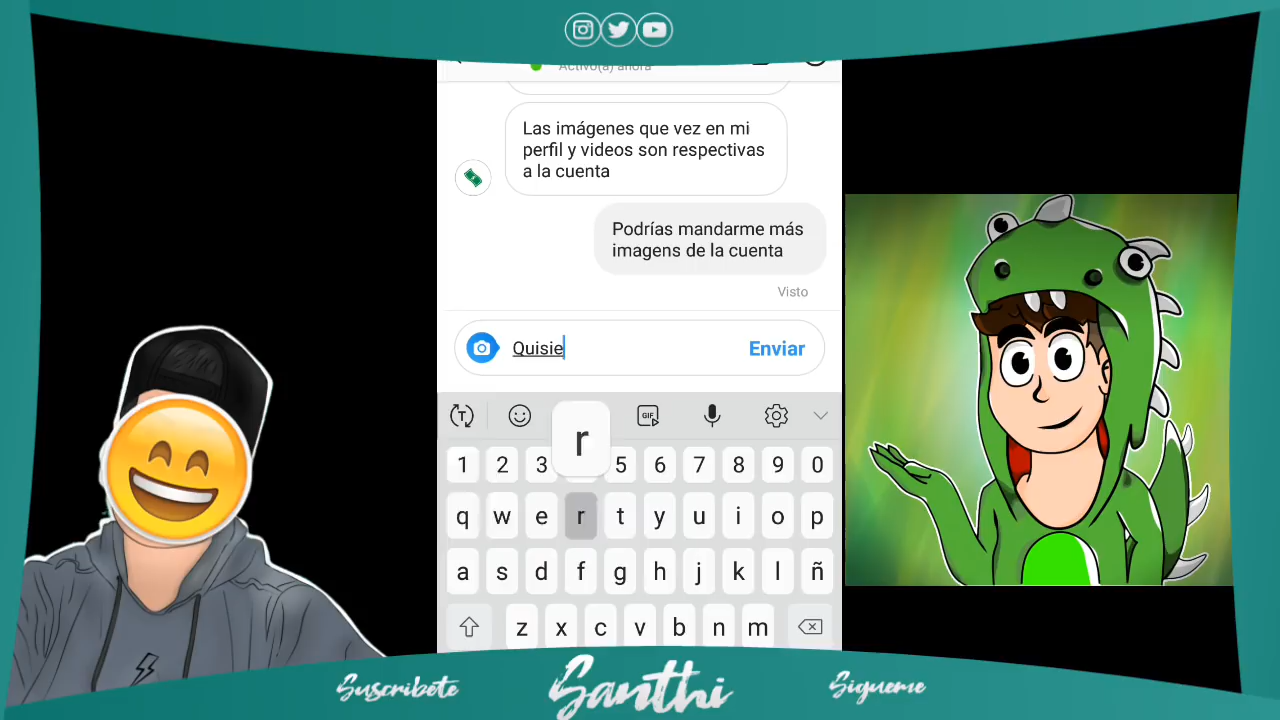 Activo(a) ahora
Las imágenes que vez en mi
perfil y videos son respectivas
a la cuenta
Podrías mandarme más
imagens de la cuenta
Visto
Quisie
Enviar
T
GIF
r
1 2 3 5 6 7 8 9 0
q w e r t y u i o p
a s d f g h j k l ñ
z x c v b n m
Suscribete
Santhi
Sigueme